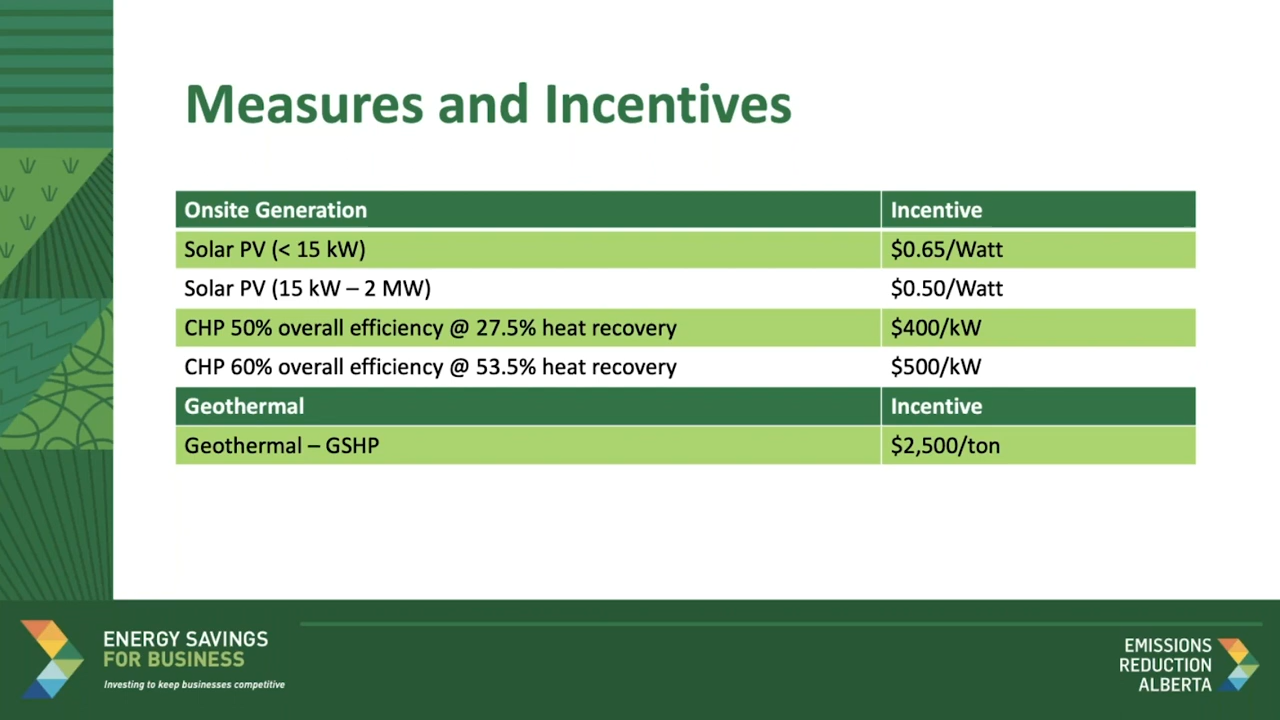 Measures and Incentives
Onsite Generation Incentive
Solar PV (< 15 kW) $0.65/Watt
Solar PV (15 kW – 2 MW) $0.50/Watt
CHP 50% overall efficiency @ 27.5% heat recovery $400/kW
CHP 60% overall efficiency @ 53.5% heat recovery $500/kW
Geothermal Incentive
Geothermal – GSHP $2,500/ton
ENERGY SAVINGS
FOR BUSINESS
Investing to keep businesses competitive
EMISSIONS
REDUCTION
ALBERTA